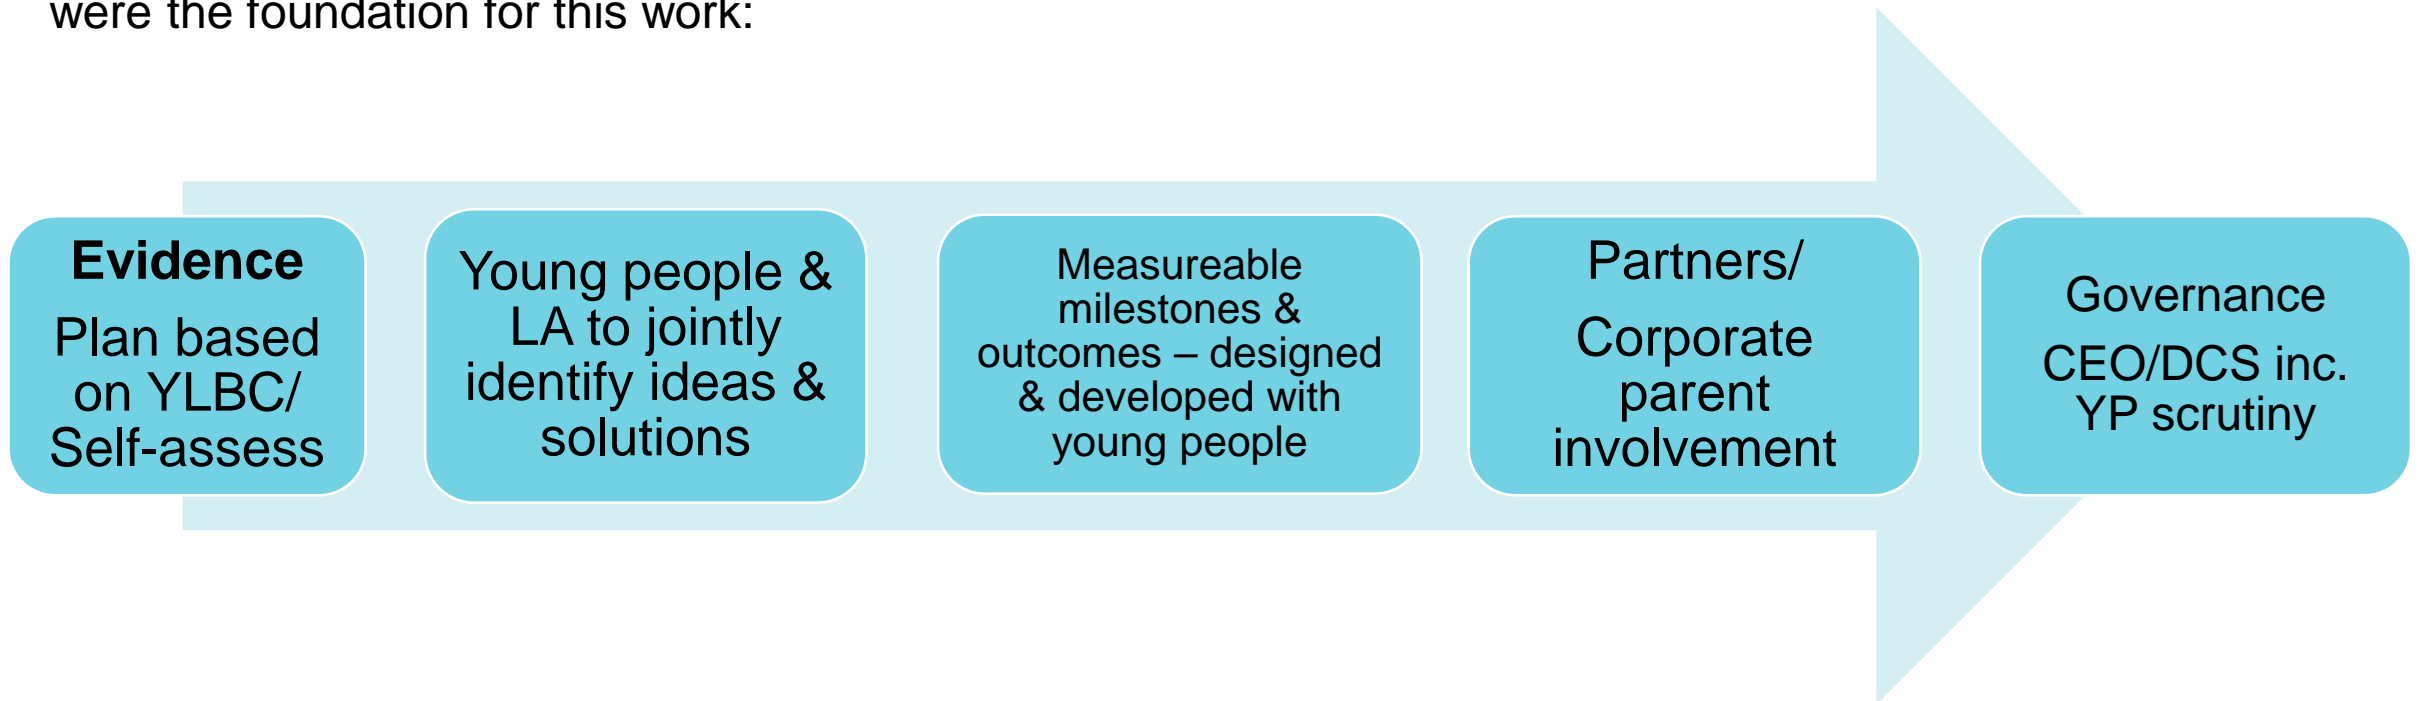 were the foundation for this work:
Evidence
Plan based
on YLBC/
Self-assess
Young people &
LA to jointly
identify ideas &
solutions
Measureable
milestones &
outcomes – designed
& developed with
young people
Partners/
Corporate
parent
involvement
Governance
CEO/DCS inc.
YP scrutiny